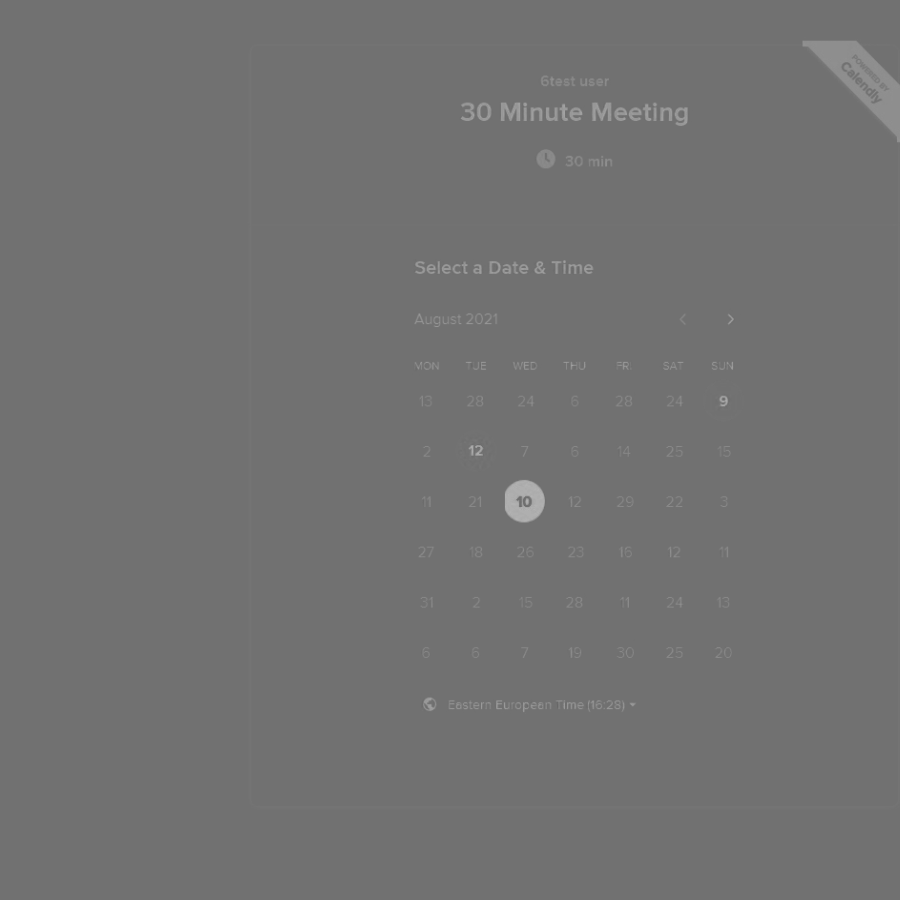 POWERED BY
Calendly
6test user
30 Minute Meeting
30 min
Select a Date & Time
August 2021
MON TUE WED THU FRI SAT SUN
13 28 24 6 28 24 9
2 12 7 6 14 25 15
11 21 10 12 29 22 3
27 18 26 23 15 12 11
31 2 15 28 11 24 13
6 6 7 19 30 25 20
Eastern European Time (16:28)